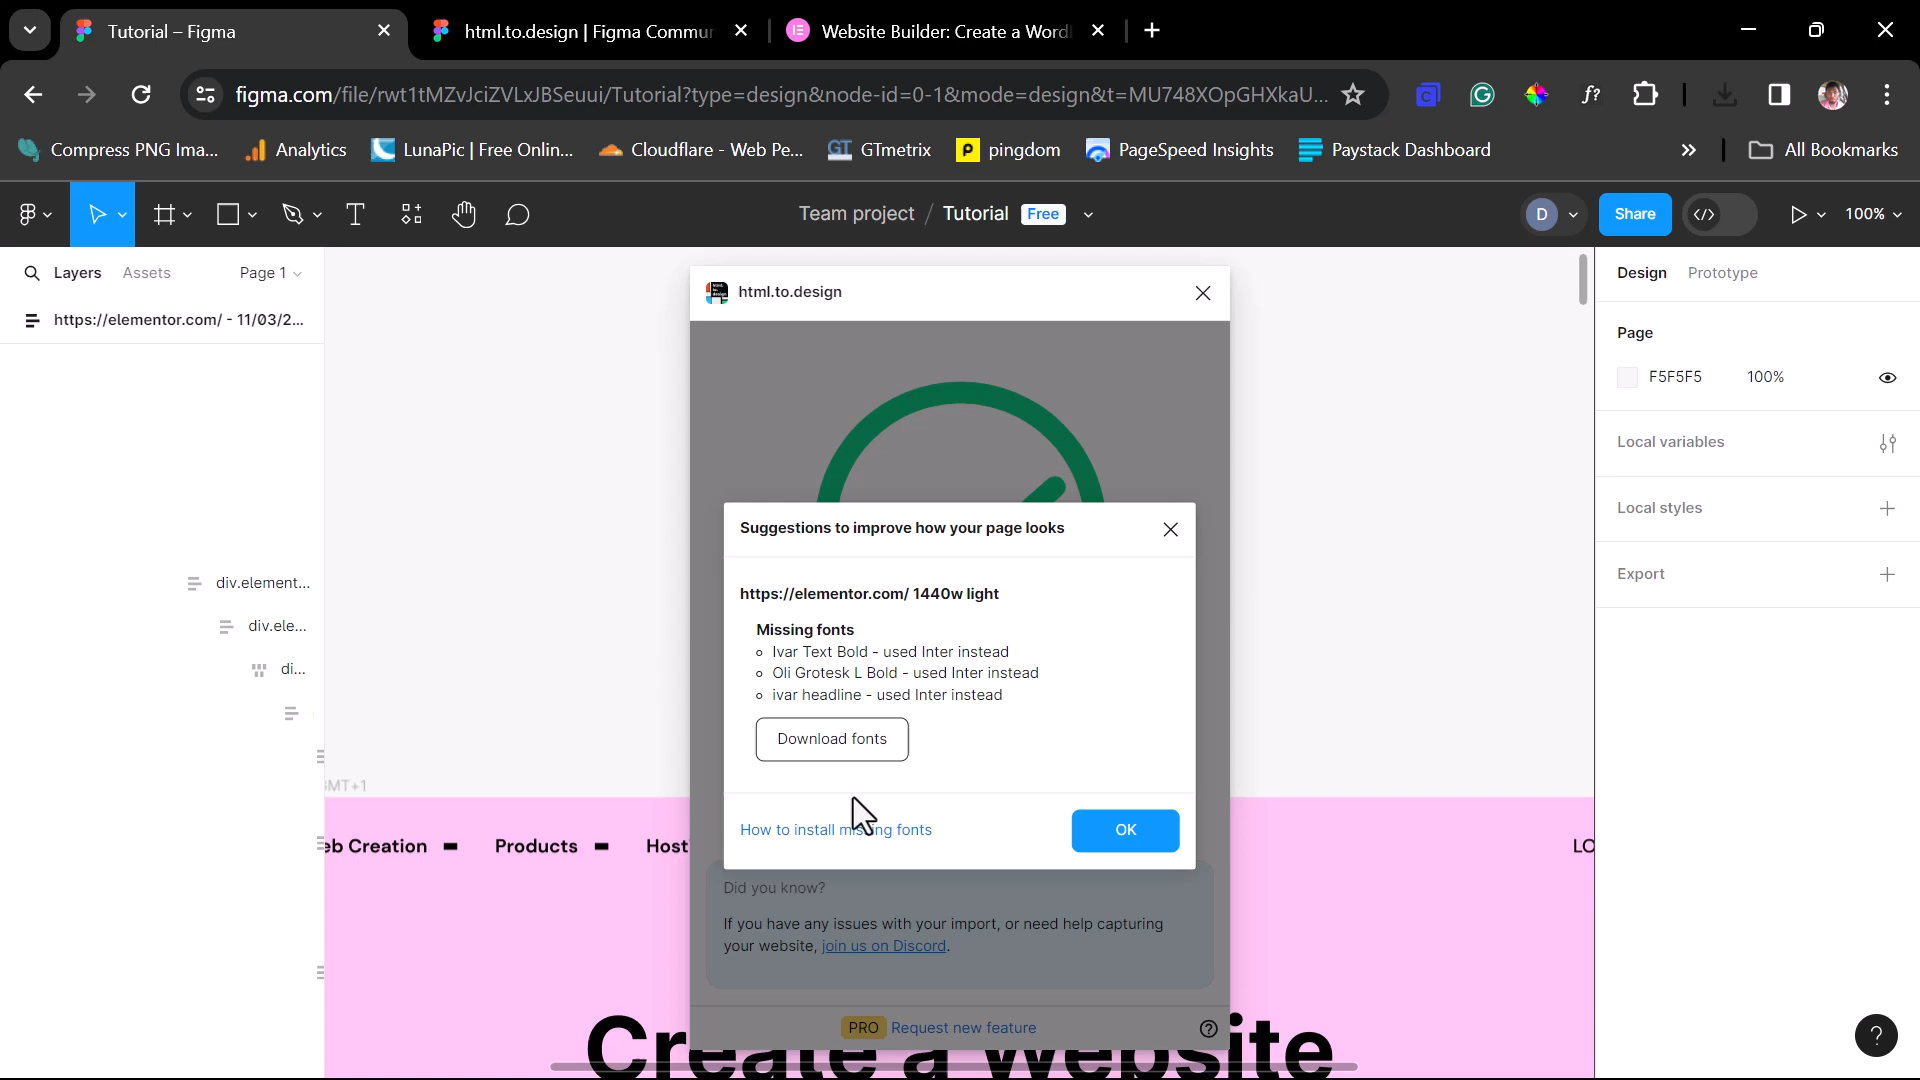 Tutorial – Figma
html.to.design | Figma Commun
Website Builder: Create a Word
figma.com/file/rwt1tMZvJciZVLxJBSeuui/Tutorial?type=design&node-id=0-1&mode=design&t=MU748XOpGHXkaU...
f?
Compress PNG Ima...
Analytics
LunaPic | Free Onlin...
Cloudflare - Web Pe...
GTmetrix
pingdom
PageSpeed Insights
Paystack Dashboard
All Bookmarks
Team project / Tutorial Free
D
Share
100%
Layers
Assets
Page 1
https://elementor.com/ - 11/03/2...
div.element...
div.ele...
di...
html.to.design
Suggestions to improve how your page looks
https://elementor.com/ 1440w light
Missing fonts
Ivar Text Bold - used Inter instead
Oli Grotesk L Bold - used Inter instead
ivar headline - used Inter instead
Download fonts
How to install missing fonts
OK
Did you know?
If you have any issues with your import, or need help capturing
your website, join us on Discord.
PRO Request new feature
MT+1
eb Creation
Products
Host
LO
Create a Website
Design
Prototype
Page
F5F5F5
100%
Local variables
Local styles
Export
?